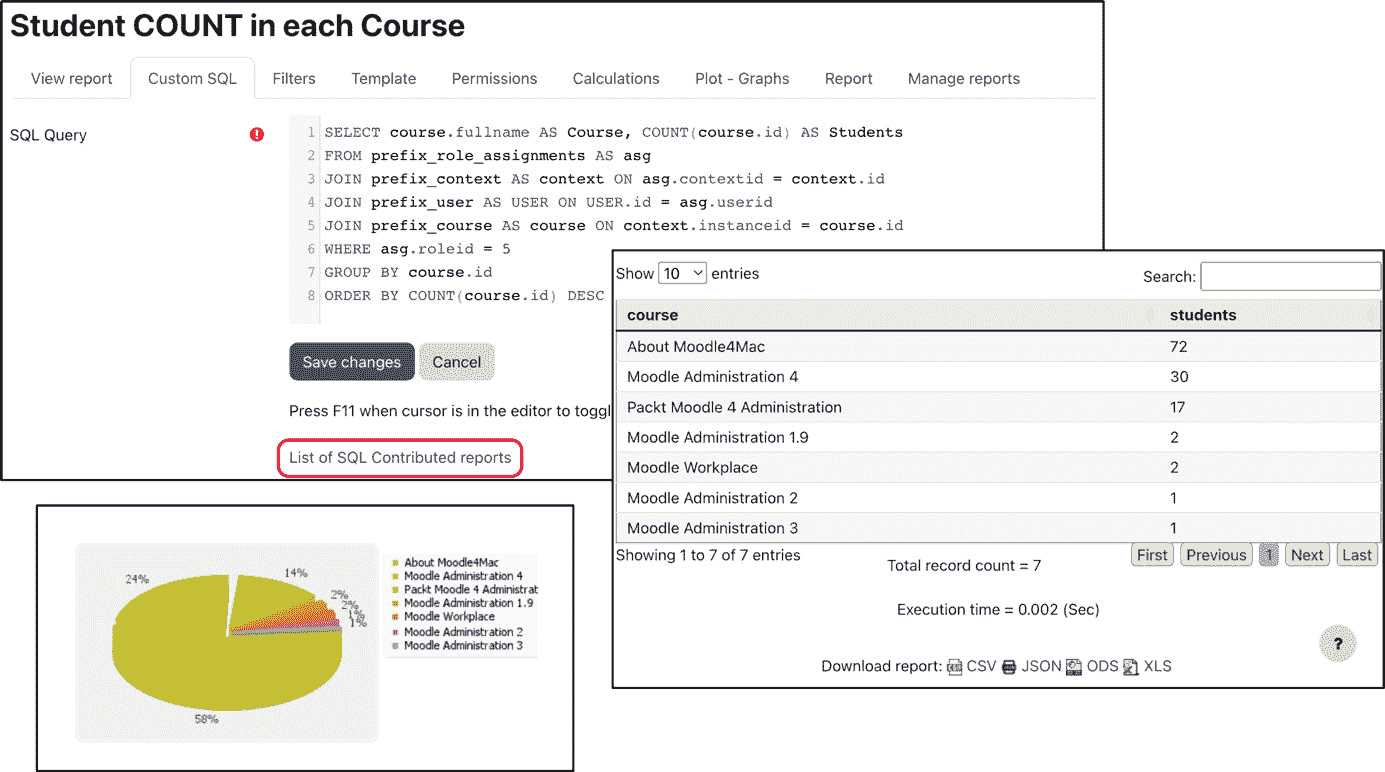 Student COUNT in each Course
View report Custom SQL Filters Template Permissions Calculations Plot - Graphs Report Manage reports
SQL Query
1 SELECT course.fullname AS Course, COUNT(course.id) AS Students
2 FROM prefix_role_assignments AS asg
3 JOIN prefix_context AS context ON asg.contextid = context.id
4 JOIN prefix_user AS USER ON USER.id = asg.userid
5 JOIN prefix_course AS course ON context.instanceid = course.id
6 WHERE asg.roleid = 5
7 GROUP BY course.id
8 ORDER BY COUNT(course.id) DESC
Save changes Cancel
Press F11 when cursor is in the editor to toggl
List of SQL Contributed reports
Show 10 entries Search:
course students
About Moodle4Mac 72
Moodle Administration 4 30
Packt Moodle 4 Administration 17
Moodle Administration 1.9 2
Moodle Workplace 2
Moodle Administration 2 1
Moodle Administration 3 1
Showing 1 to 7 of 7 entries
First Previous 1 Next Last
Total record count = 7
Execution time = 0.002 (Sec)
?
Download report: CSV JSON ODS XLS
24%
14%
2%
2%
1%
1%
58%
About Moodle4Mac
Moodle Administration 4
Packt Moodle 4 Administrat
Moodle Administration 1.9
Moodle Workplace
Moodle Administration 2
Moodle Administration 3